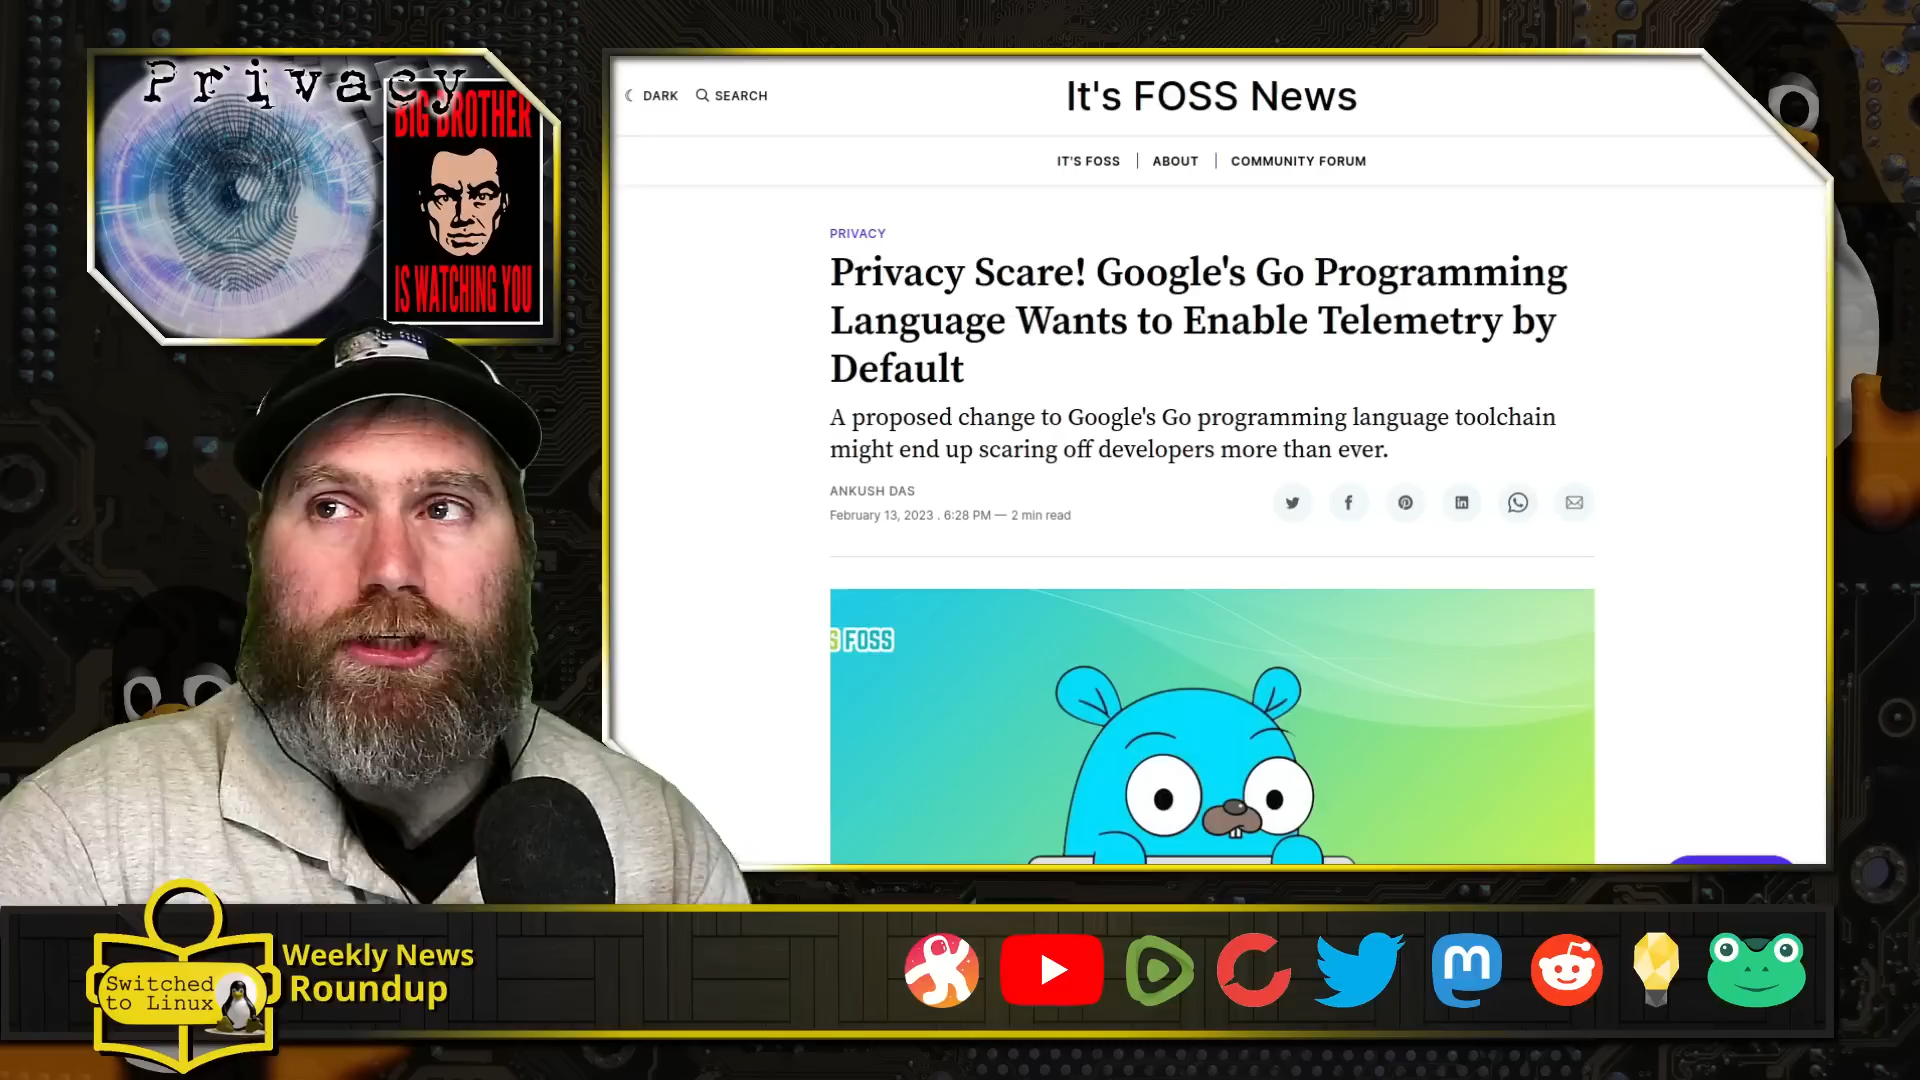 Privacy
BIG BROTHER
IS WATCHING YOU
DARK
SEARCH
It's FOSS News
IT'S FOSS
ABOUT
COMMUNITY FORUM
PRIVACY
Privacy Scare! Google's Go Programming
Language Wants to Enable Telemetry by
Default
A proposed change to Google's Go programming language toolchain
might end up scaring off developers more than ever.
ANKUSH DAS
February 13, 2023 . 6:28 PM — 2 min read
S FOSS
Switched
to Linux
Weekly News
Roundup